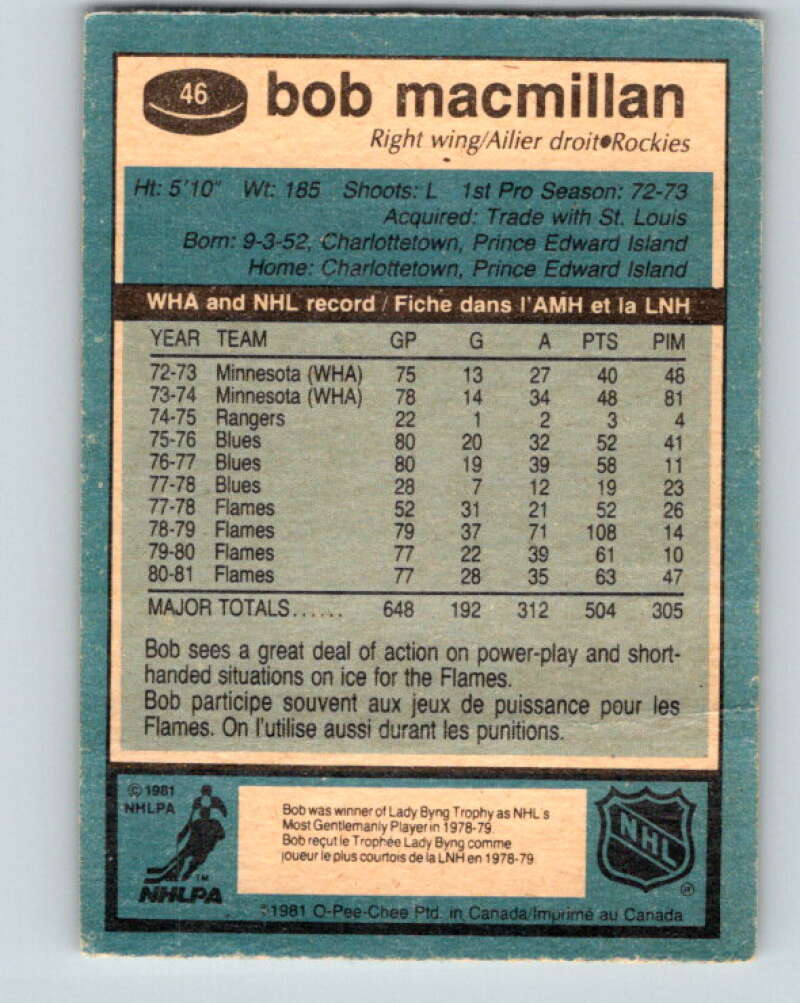 46 bob macmillan
Right wing/Ailier droit•Rockies
Ht: 5'10" Wt: 185 Shoots: L 1st Pro Season: 72-73
Acquired: Trade with St. Louis
Born: 9-3-52, Charlottetown, Prince Edward Island
Home: Charlottetown, Prince Edward Island
WHA and NHL record / Fiche dans l'AMH et la LNH
YEAR TEAM GP G A PTS PIM
72-73 Minnesota (WHA) 75 13 27 40 48
73-74 Minnesota (WHA) 78 14 34 48 81
74-75 Rangers 22 1 2 3 4
75-76 Blues 80 20 32 52 41
76-77 Blues 80 19 39 58 11
77-78 Blues 28 7 12 19 23
77-78 Flames 52 31 21 52 26
78-79 Flames 79 37 71 108 14
79-80 Flames 77 22 39 61 10
80-81 Flames 77 28 35 63 47
MAJOR TOTALS...... 648 192 312 504 305
Bob sees a great deal of action on power-play and short-
handed situations on ice for the Flames.
Bob participe souvent aux jeux de puissance pour les
Flames. On l'utilise aussi durant les punitions.
© 1981
NHLPA
TM
NHLPA
Bob was winner of Lady Byng Trophy as NHL's
Most Gentlemanly Player in 1978-79.
Bob reçut le Trophée Lady Byng comme
joueur le plus courtois de la LNH en 1978-79
NHL
©1981 O-Pee-Chee Ptd. in Canada/Imprimé au Canada